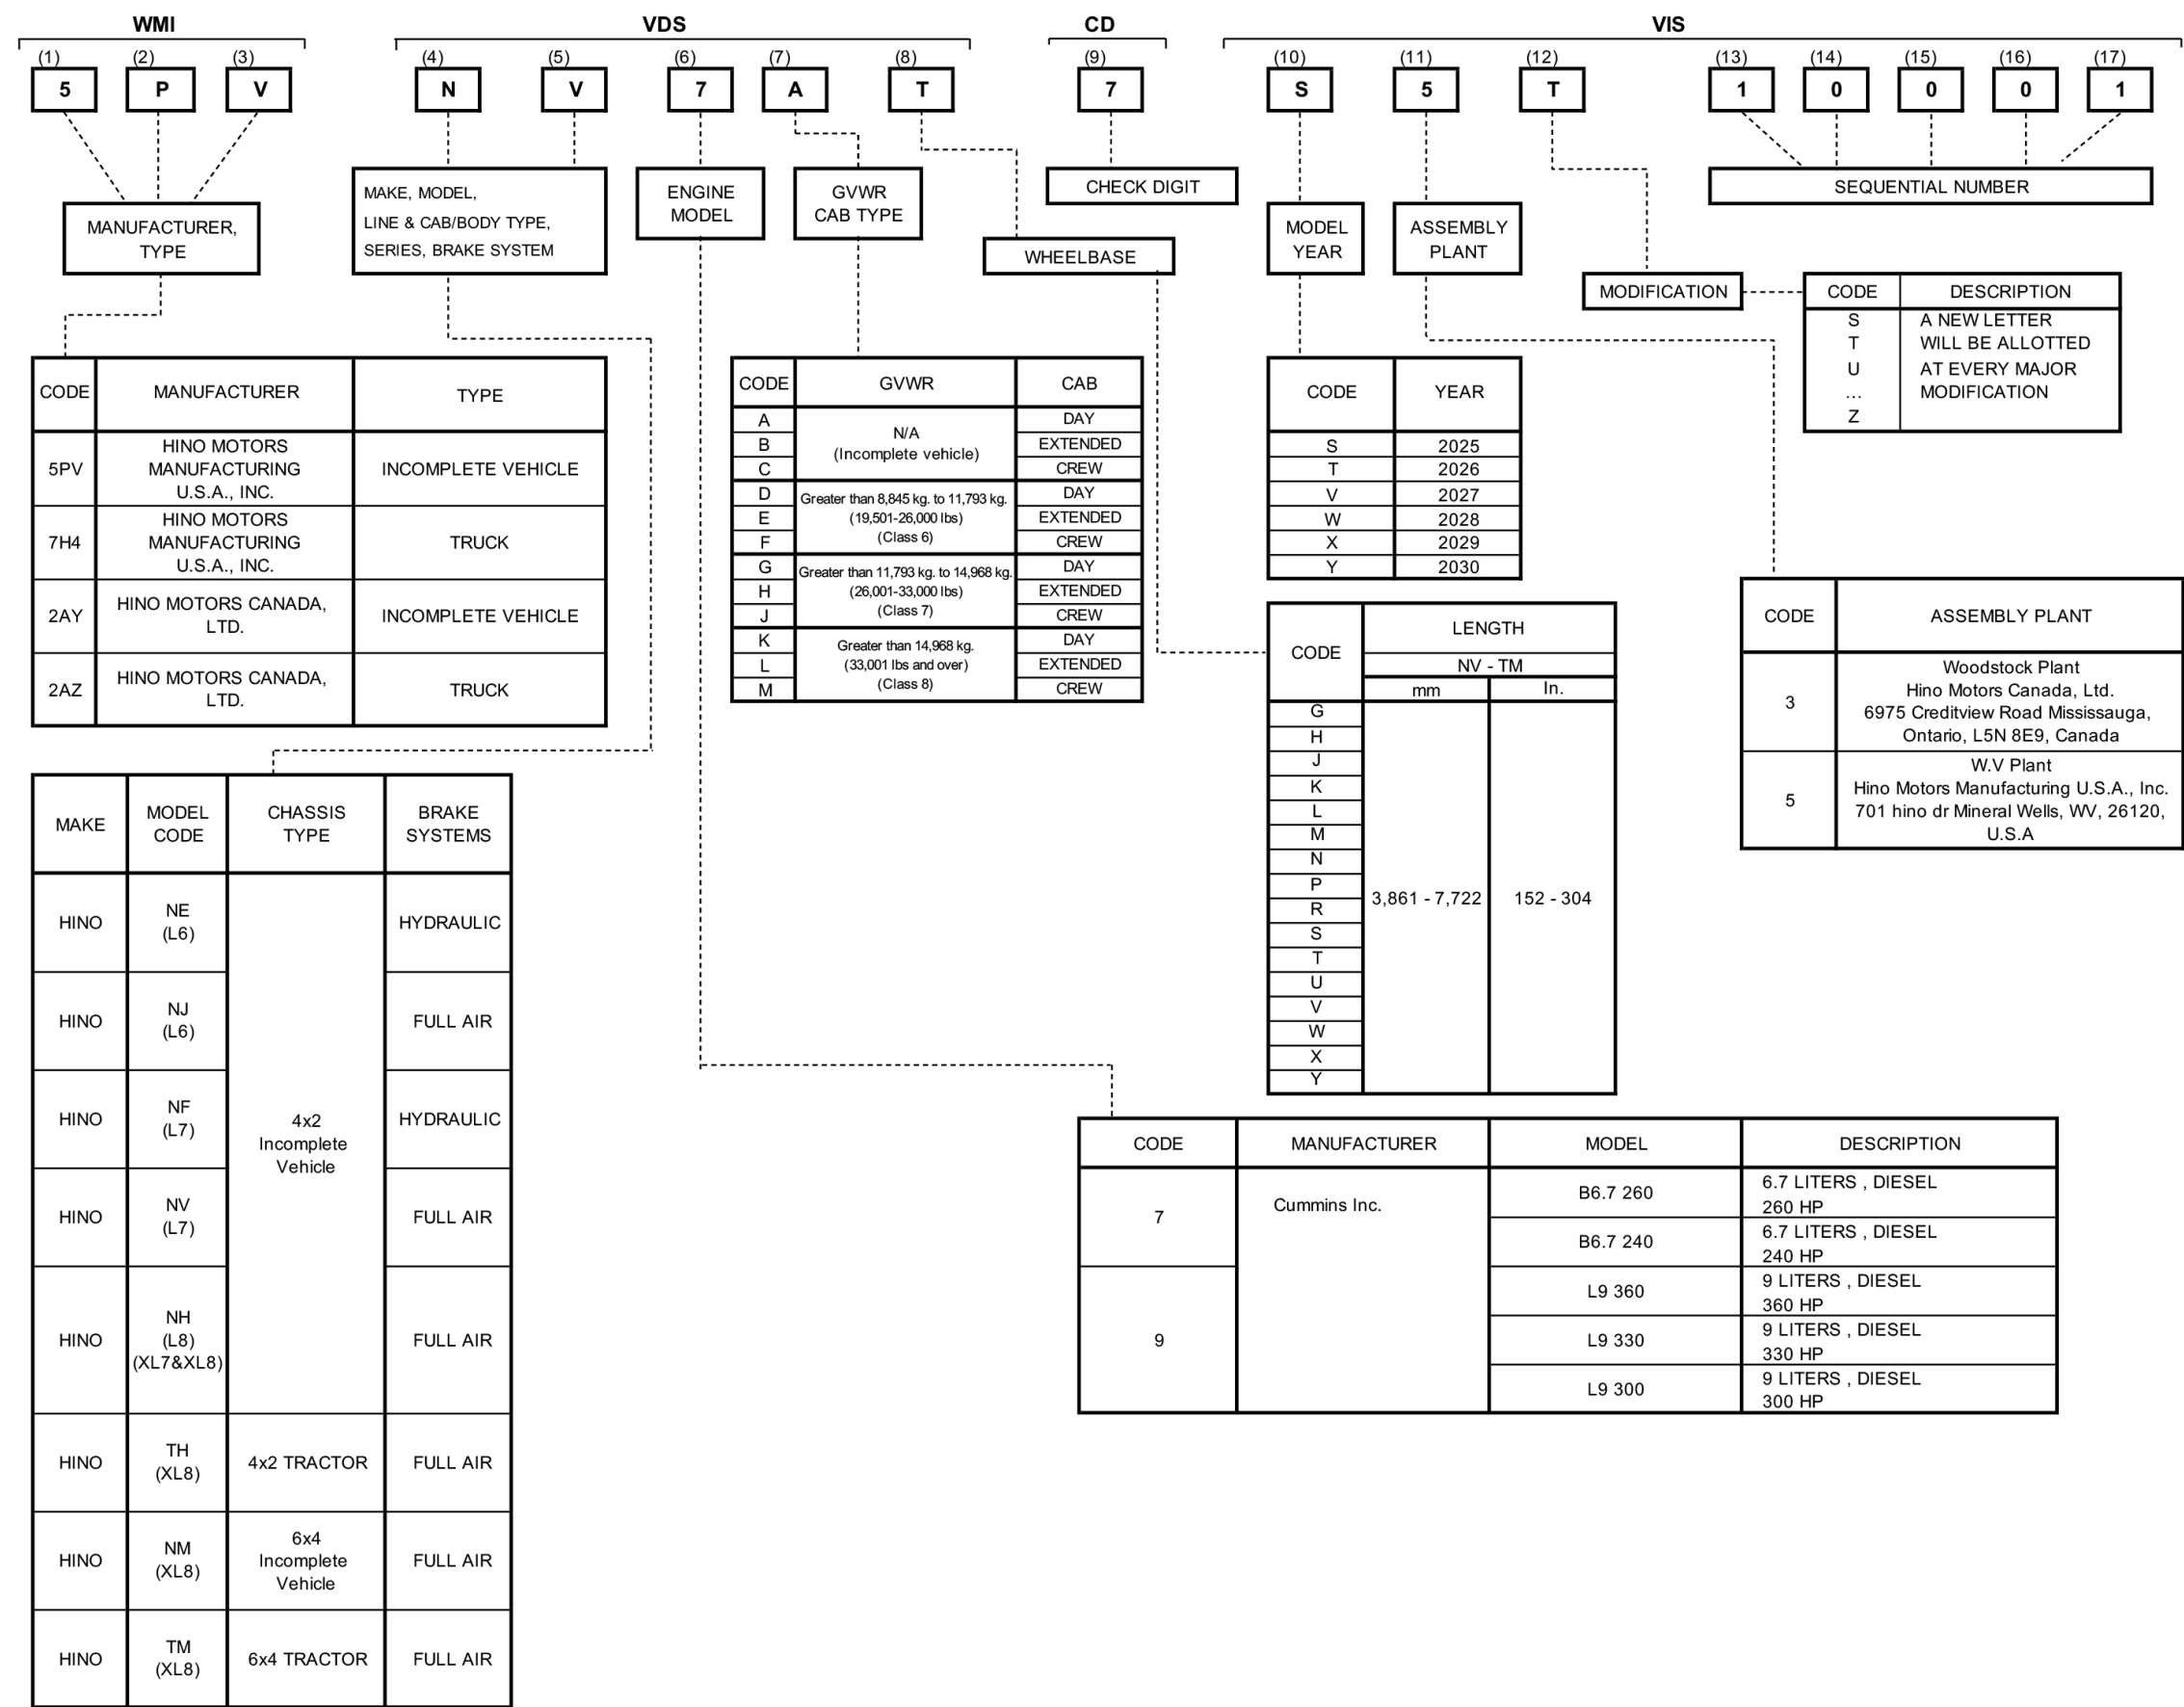 WMI VDS CD VIS
(1) (2) (3) (4) (5) (6) (7) (8) (9) (10) (11) (12) (13) (14) (15) (16) (17)
5 P V N V 7 A T 7 S 5 T 1 0 0 0 1
MANUFACTURER,
TYPE
MAKE, MODEL,
LINE & CAB/BODY TYPE,
SERIES, BRAKE SYSTEM
ENGINE
MODEL
GVWR
CAB TYPE
WHEELBASE
CHECK DIGIT
MODEL
YEAR
ASSEMBLY
PLANT
MODIFICATION
SEQUENTIAL NUMBER
CODE DESCRIPTION
S A NEW LETTER
T WILL BE ALLOTTED
U AT EVERY MAJOR
... MODIFICATION
Z
CODE MANUFACTURER TYPE
5PV HINO MOTORS
MANUFACTURING
U.S.A., INC.
INCOMPLETE VEHICLE
7H4 HINO MOTORS
MANUFACTURING
U.S.A., INC.
TRUCK
2AY HINO MOTORS CANADA,
LTD.
INCOMPLETE VEHICLE
2AZ HINO MOTORS CANADA,
LTD.
TRUCK
CODE GVWR CAB
A DAY
B EXTENDED
C CREW
N/A
(Incomplete vehicle)
D DAY
E EXTENDED
F CREW
Greater than 8,845 kg. to 11,793 kg.
(19,501-26,000 lbs)
(Class 6)
G DAY
H EXTENDED
J CREW
Greater than 11,793 kg. to 14,968 kg.
(26,001-33,000 lbs)
(Class 7)
K DAY
L EXTENDED
M CREW
Greater than 14,968 kg.
(33,001 lbs and over)
(Class 8)
CODE YEAR
S 2025
T 2026
V 2027
W 2028
X 2029
Y 2030
CODE ASSEMBLY PLANT
3 Woodstock Plant
Hino Motors Canada, Ltd.
6975 Creditview Road Mississauga,
Ontario, L5N 8E9, Canada
5 W.V Plant
Hino Motors Manufacturing U.S.A., Inc.
701 hino dr Mineral Wells, WV, 26120,
U.S.A
CODE LENGTH
NV - TM
mm In.
G
H
J
K
L
M
N
P
R
S
T
U
V
W
X
Y
3,861 - 7,722 152 - 304
MAKE MODEL
CODE
CHASSIS
TYPE
BRAKE
SYSTEMS
HINO NE
(L6)
HYDRAULIC
HINO NJ
(L6)
FULL AIR
HINO NF
(L7)
HYDRAULIC
4x2
Incomplete
Vehicle
HINO NV
(L7)
FULL AIR
HINO NH
(L8)
(XL7&XL8)
FULL AIR
HINO TH
(XL8)
4x2 TRACTOR FULL AIR
HINO NM
(XL8)
6x4
Incomplete
Vehicle
FULL AIR
HINO TM
(XL8)
6x4 TRACTOR FULL AIR
CODE MANUFACTURER MODEL DESCRIPTION
7 Cummins Inc. B6.7 260 6.7 LITERS , DIESEL
260 HP
B6.7 240 6.7 LITERS , DIESEL
240 HP
9 L9 360 9 LITERS , DIESEL
360 HP
L9 330 9 LITERS , DIESEL
330 HP
L9 300 9 LITERS , DIESEL
300 HP